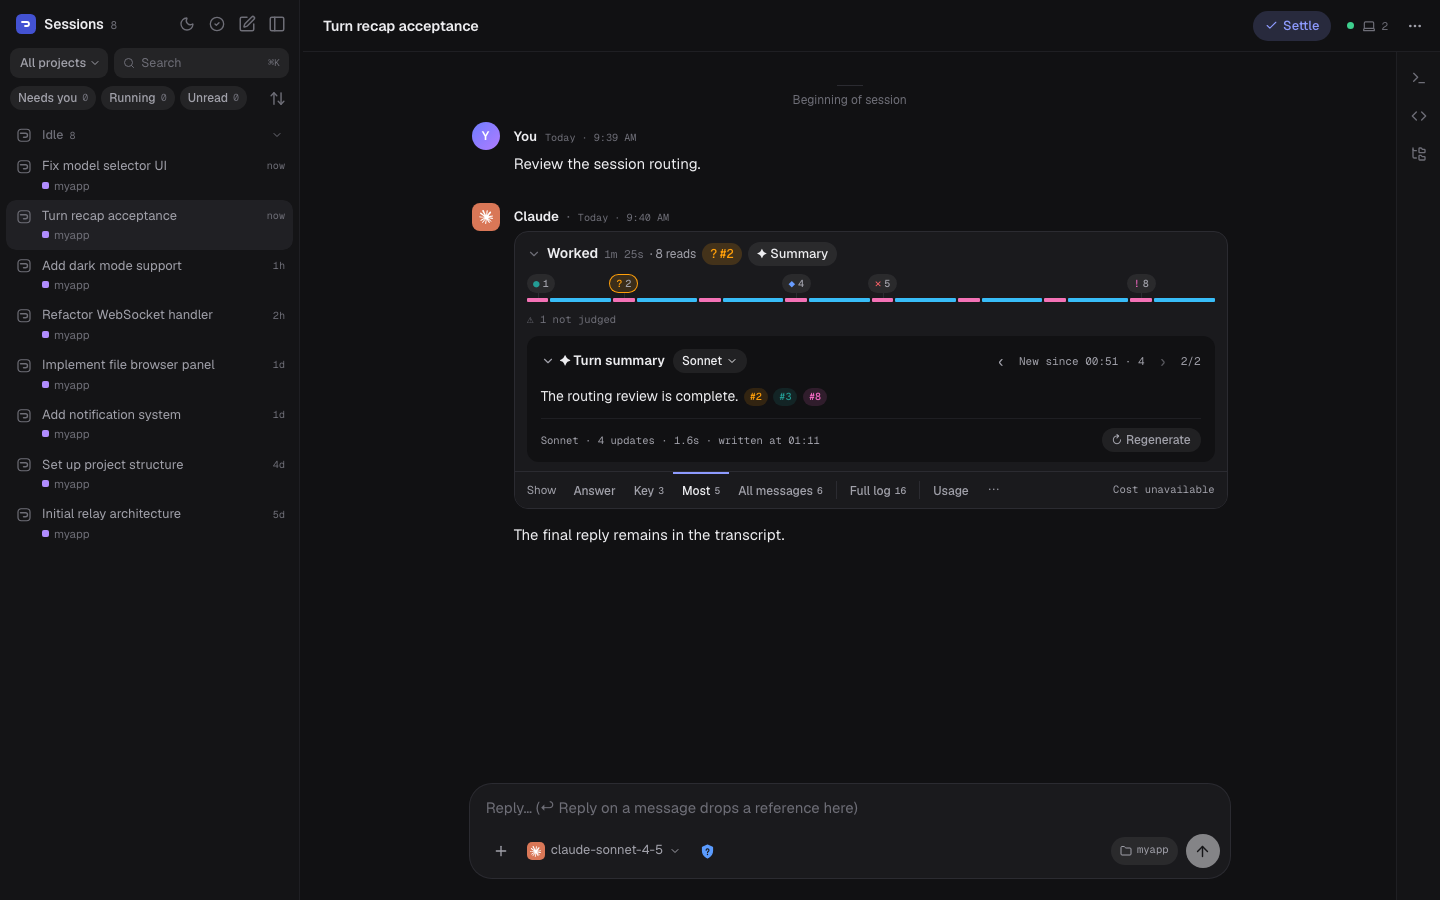 Sessions 8
All projects
Search ⌘K
Needs you 0
Running 0
Unread 0
Idle 8
Fix model selector UI now
myapp
Turn recap acceptance now
myapp
Add dark mode support 1h
myapp
Refactor WebSocket handler 2h
myapp
Implement file browser panel 1d
myapp
Add notification system 1d
myapp
Set up project structure 4d
myapp
Initial relay architecture 5d
myapp
Turn recap acceptance
Settle
2
Beginning of session
Y
You Today · 9:39 AM
Review the session routing.
Claude · Today · 9:40 AM
Worked 1m 25s · 8 reads ? #2 ✦ Summary
● 1 ? 2 ◆ 4 × 5 ! 8
⚠ 1 not judged
✦ Turn summary Sonnet ‹ New since 00:51 · 4 › 2/2
The routing review is complete. #2 #3 #8
Sonnet · 4 updates · 1.6s · written at 01:11 Regenerate
Show Answer Key 3 Most 5 All messages 6 Full log 16 Usage ··· Cost unavailable
The final reply remains in the transcript.
Reply... (↩ Reply on a message drops a reference here)
claude-sonnet-4-5 ? myapp